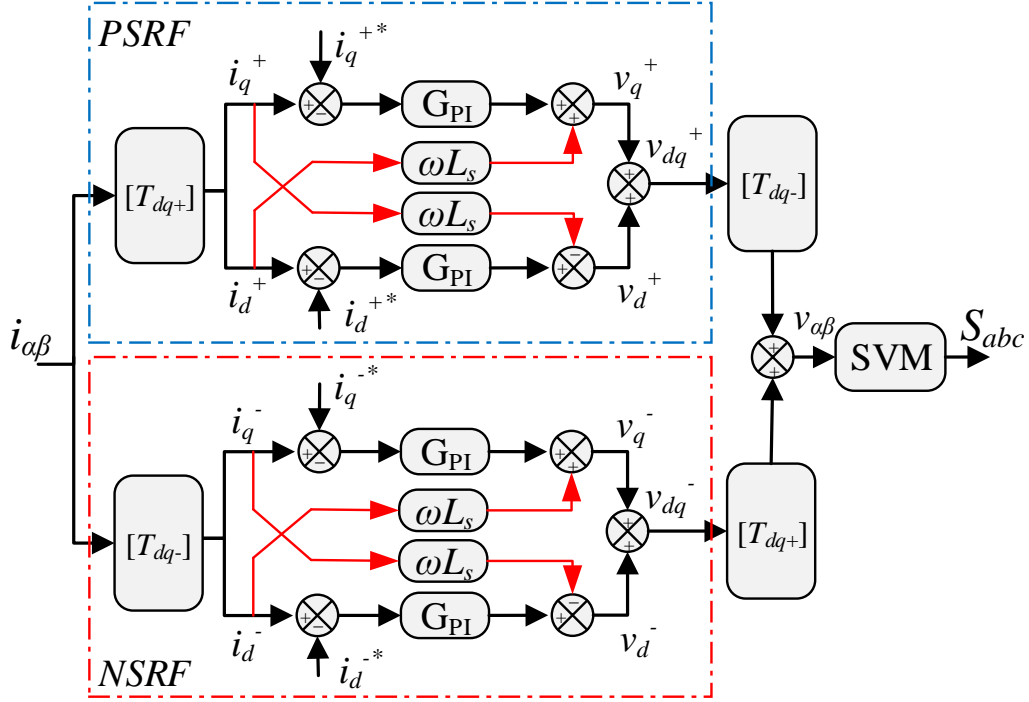 PSRF
i_q^{+*}
i_q^+
G_PI
v_q^+
ωL_s
v_dq^+
[T_dq+]
[T_dq-]
ωL_s
G_PI
i_d^+
i_d^{+*}
v_d^+
i_αβ
v_αβ
SVM
S_abc
i_q^{-*}
i_q^-
G_PI
v_q^-
ωL_s
v_dq^-
[T_dq-]
[T_dq+]
ωL_s
G_PI
i_d^-
i_d^{-*}
v_d^-
NSRF